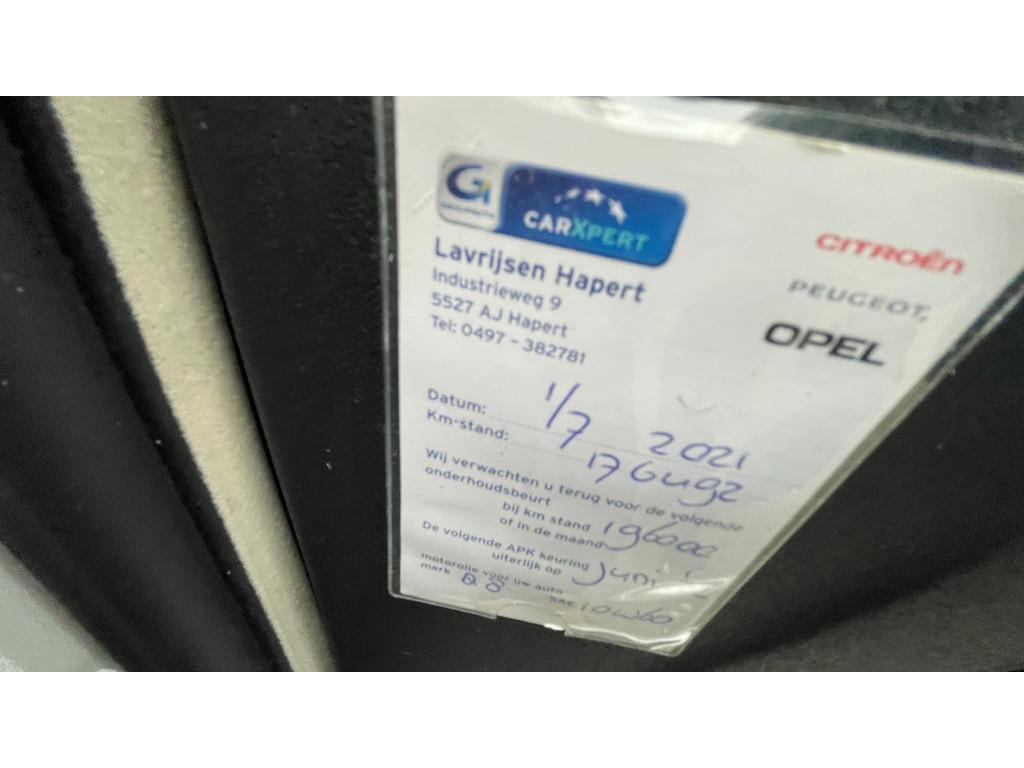 CARXPERT
Lavrijsen Hapert
Industrieweg 9
5527 AJ Hapert
Tel: 0497 - 382781
CITROËN
PEUGEOT,
OPEL
Datum: 1/7 2021
Km-stand: 176492
Wij verwachten u terug voor de volgende
onderhoudsbeurt
bij km stand 196000
of in de maand
De volgende APK keuring
uiterlijk op juni
motorolie voor uw auto
merk Q8 SAE 10w60